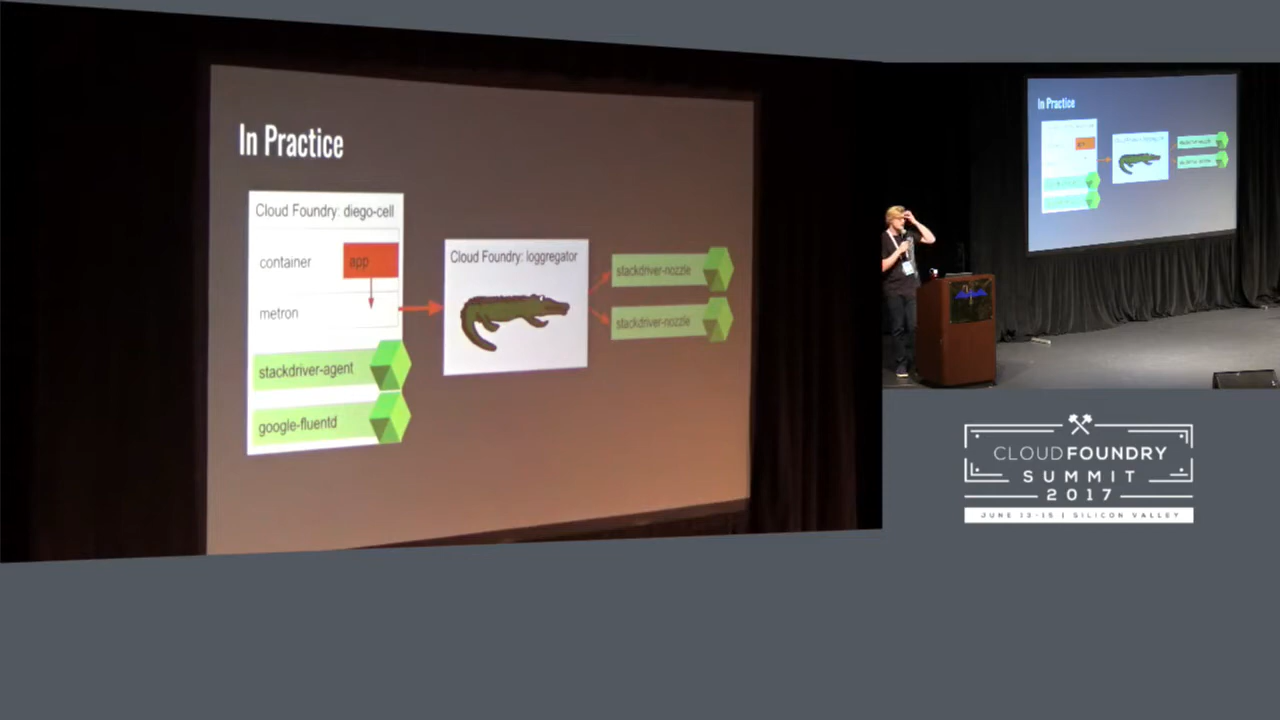 In Practice
Cloud Foundry: diego-cell
container
app
metron
stackdriver-agent
google-fluentd
Cloud Foundry: loggregator
stackdriver-nozzle
stackdriver-nozzle
In Practice
CLOUD FOUNDRY
SUMMIT
2017
JUNE 13-15 | SILICON VALLEY